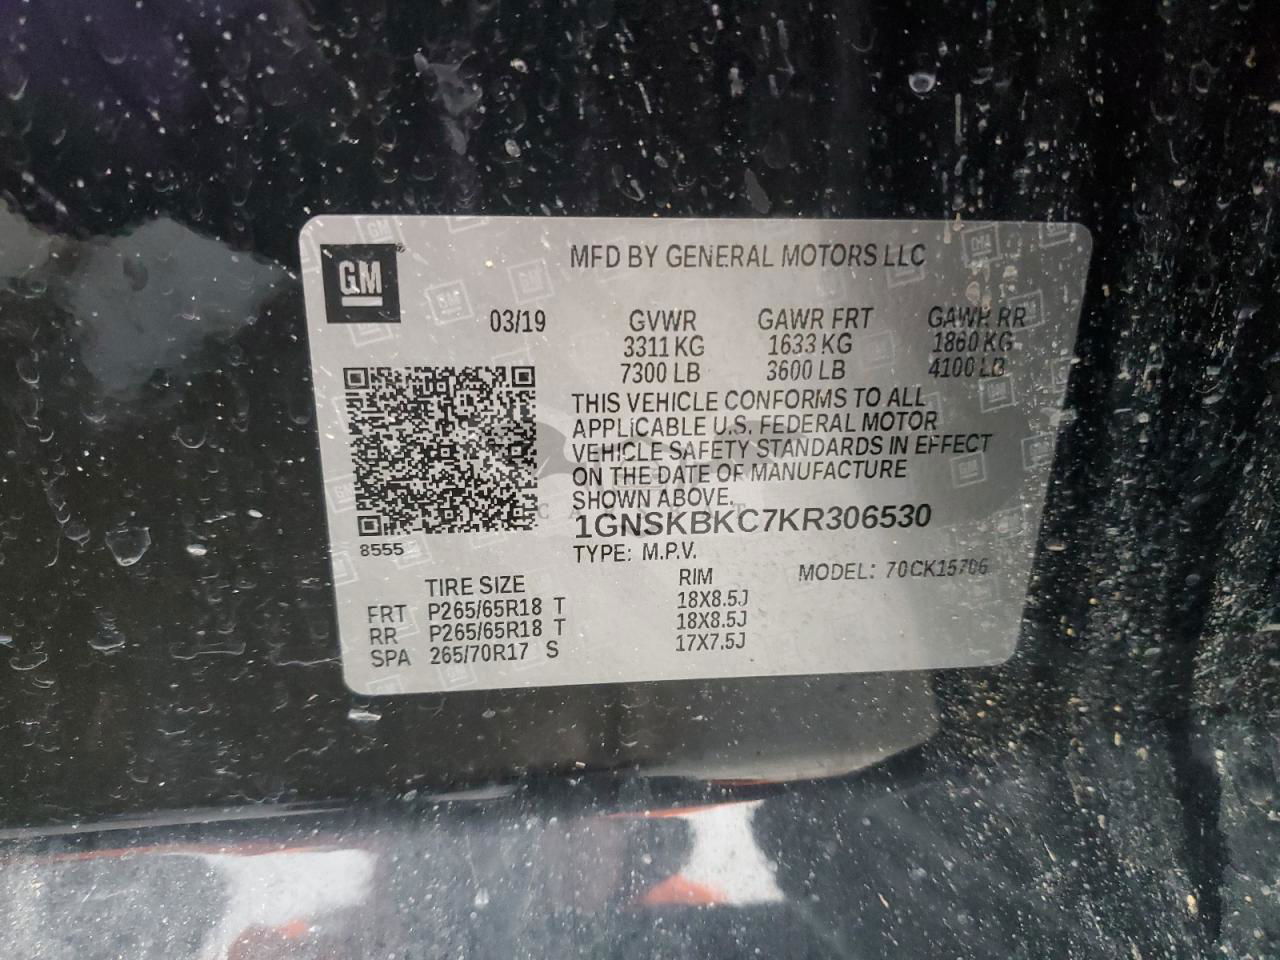 GM
MFD BY GENERAL MOTORS LLC
03/19 GVWR GAWR FRT GAWR RR
3311 KG 1633 KG 1860 KG
7300 LB 3600 LB 4100 LB
THIS VEHICLE CONFORMS TO ALL
APPLICABLE U.S. FEDERAL MOTOR
VEHICLE SAFETY STANDARDS IN EFFECT
ON THE DATE OF MANUFACTURE
SHOWN ABOVE.
1GNSKBKC7KR306530
8555
TYPE: M.P.V.
MODEL: 70CK15706
TIRE SIZE RIM
FRT P265/65R18 T 18X8.5J
RR P265/65R18 T 18X8.5J
SPA 265/70R17 S 17X7.5J